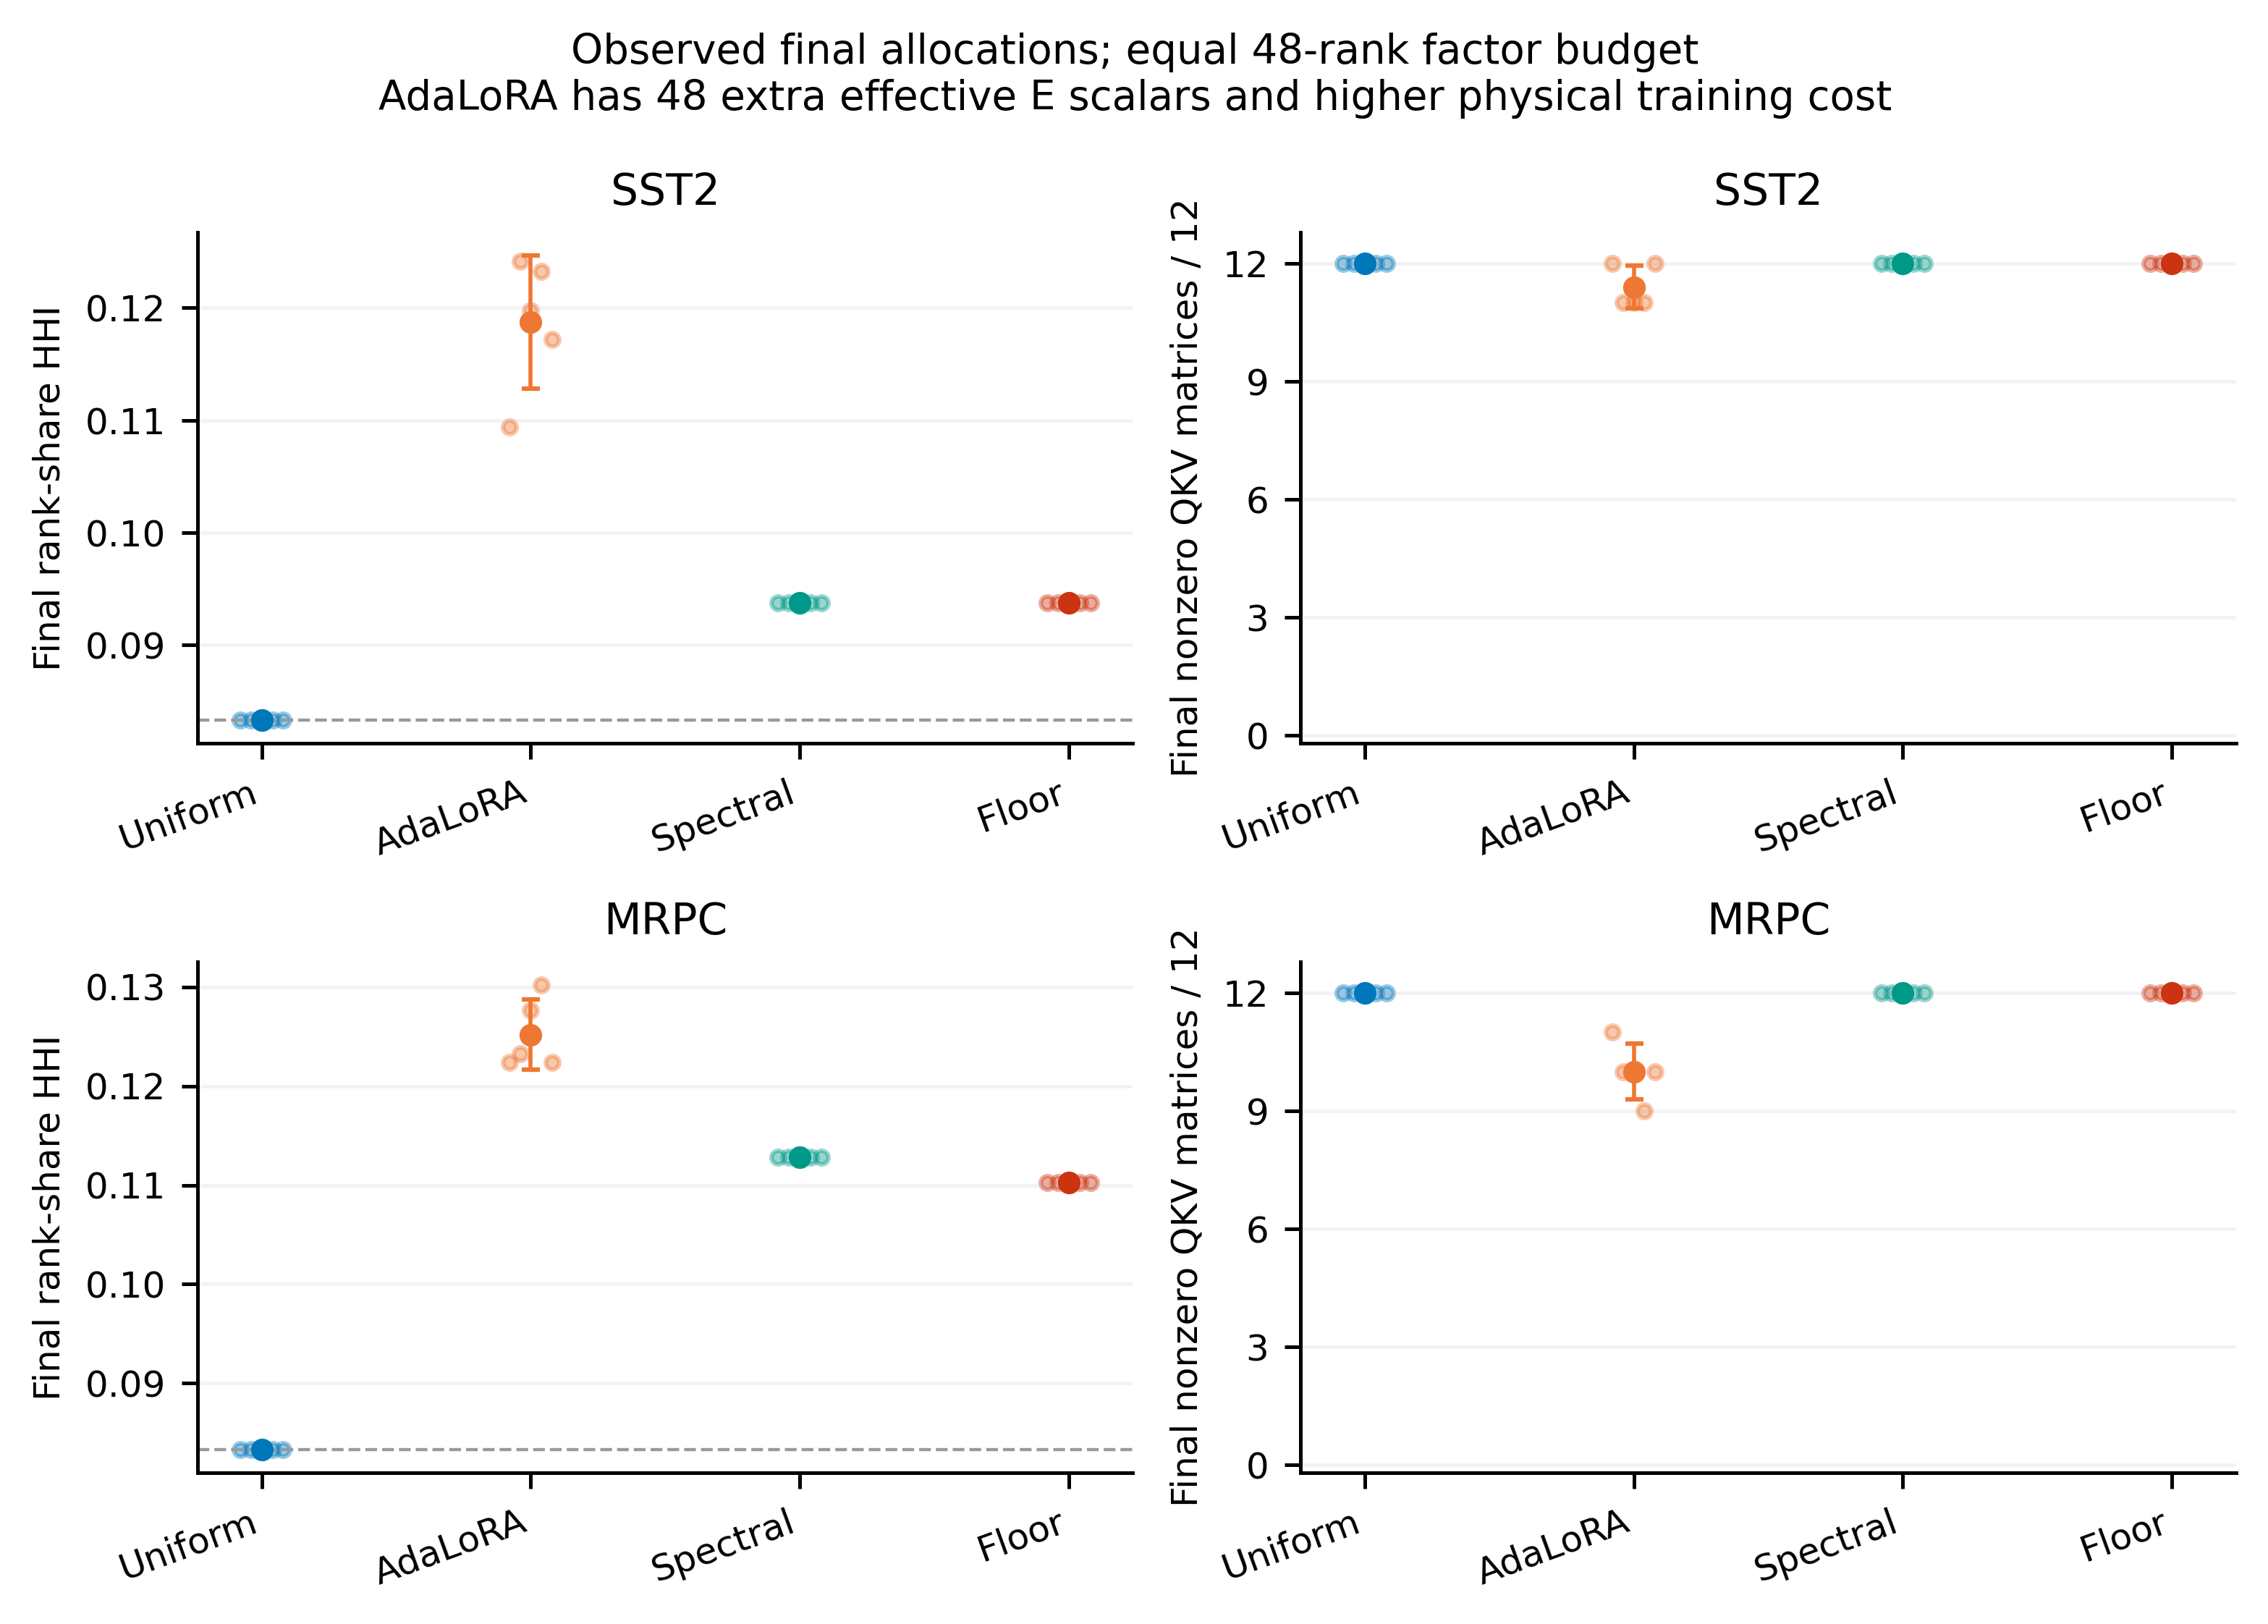 Observed final allocations; equal 48-rank factor budget
AdaLoRA has 48 extra effective E scalars and higher physical training cost
SST2
Final rank-share HHI
0.12
0.11
0.10
0.09
Uniform
AdaLoRA
Spectral
Floor
SST2
Final nonzero QKV matrices / 12
12
9
6
3
0
Uniform
AdaLoRA
Spectral
Floor
MRPC
Final rank-share HHI
0.13
0.12
0.11
0.10
0.09
Uniform
AdaLoRA
Spectral
Floor
MRPC
Final nonzero QKV matrices / 12
12
9
6
3
0
Uniform
AdaLoRA
Spectral
Floor